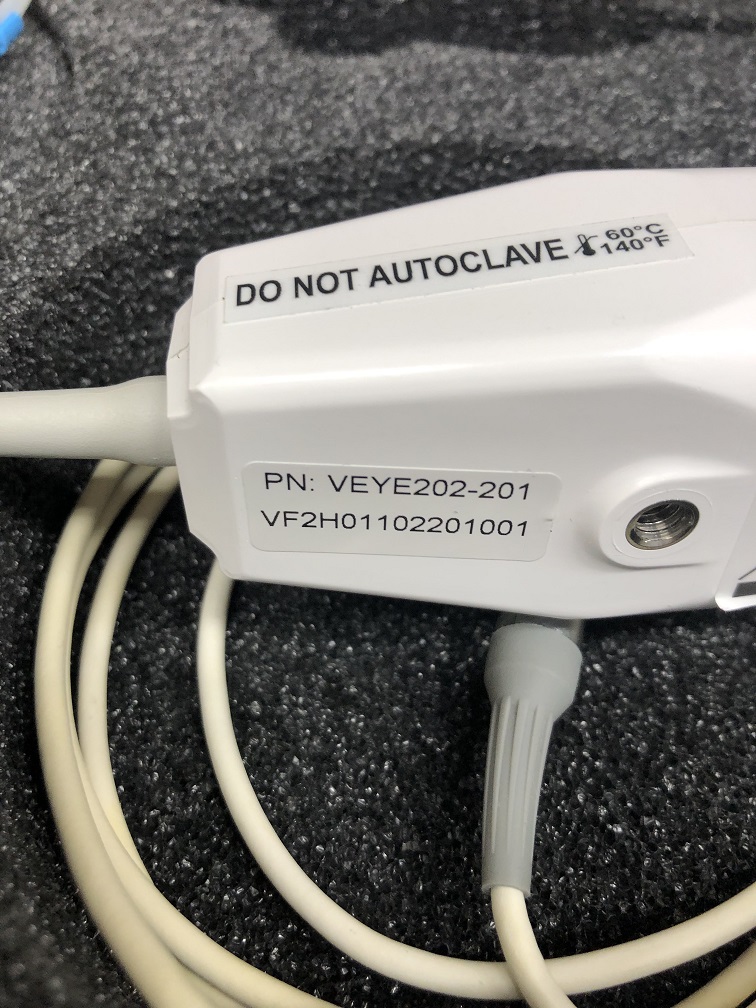 DO NOT AUTOCLAVE 60°C
140°F
PN: VEYE202-201
VF2H01102201001